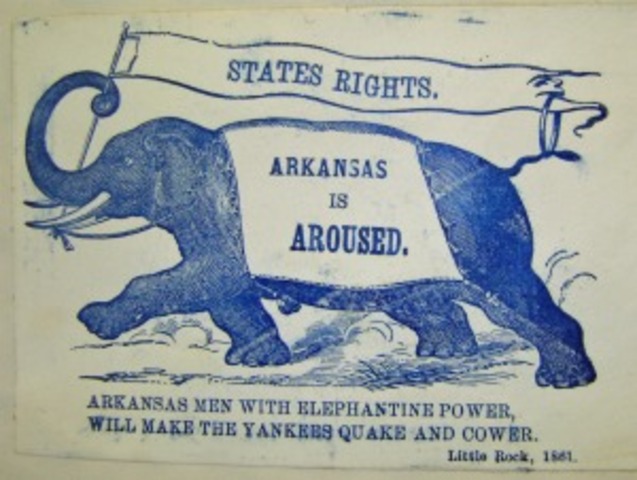 STATES RIGHTS.
ARKANSAS
IS
AROUSED.
ARKANSAS MEN WITH ELEPHANTINE POWER,
WILL MAKE THE YANKEES QUAKE AND COWER.
Little Rock, 1861.